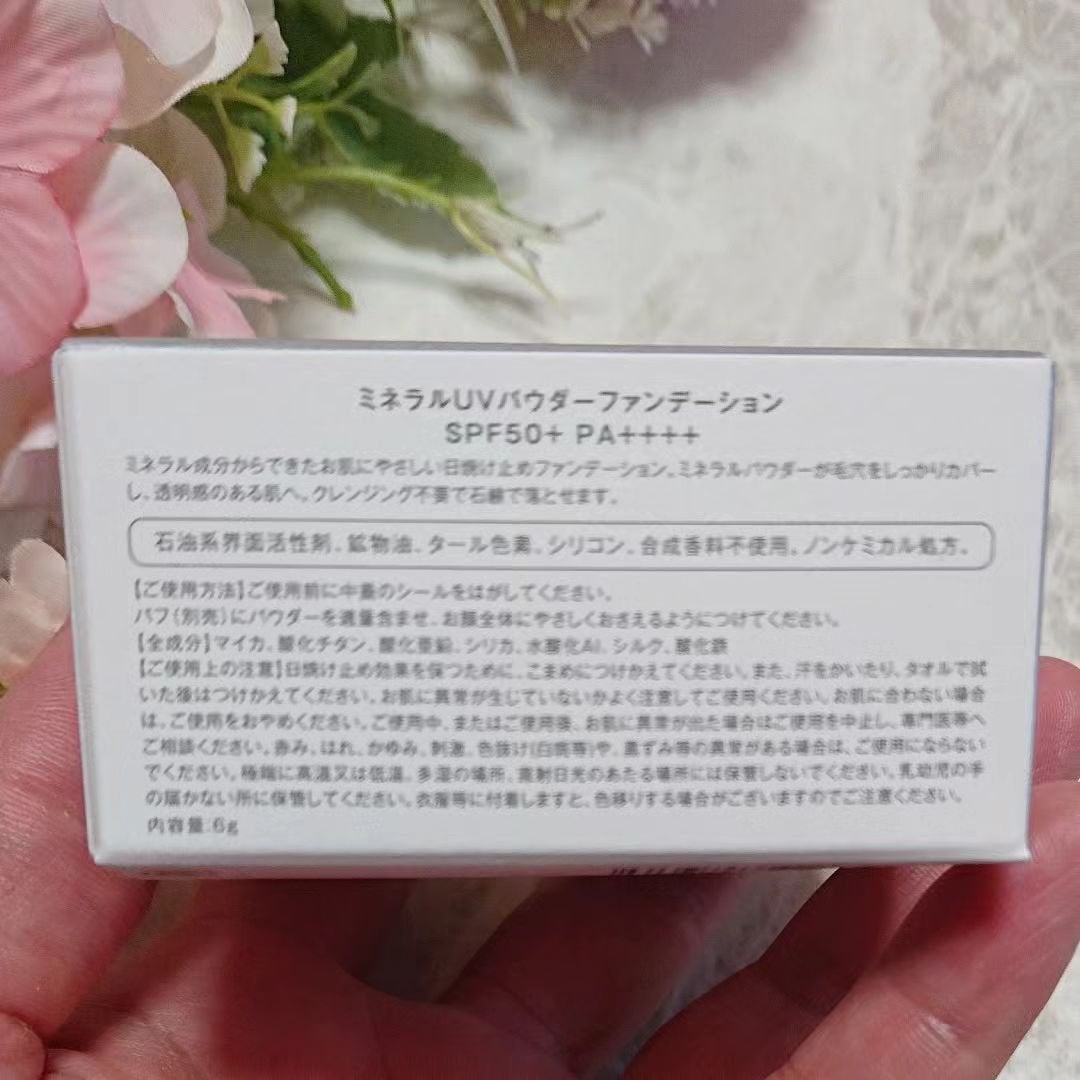 ミネラルUVパウダーファンデーション
SPF50+ PA++++
ミネラル成分からできたお肌にやさしい日焼け止めファンデーション。ミネラルパウダーが毛穴をしっかりカバー
し、透明感のある肌へ。クレンジング不要で石鹸で落とせます。
石油系界面活性剤、鉱物油、タール色素、シリコン、合成香料不使用。ノンケミカル処方。
【ご使用方法】ご使用前に中蓋のシールをはがしてください。
パフ(別売)にパウダーを適量含ませ、お顔全体にやさしくおさえるようにつけてください。
【全成分】マイカ、酸化チタン、酸化亜鉛、シリカ、水酸化Al、シルク、酸化鉄
【ご使用上の注意】日焼け止め効果を保つために、こまめにつけかえてください。また、汗をかいたり、タオルで拭
いた後はつけかえてください。お肌に異常が生じていないかよく注意してご使用ください。お肌に合わない場合
は、ご使用をおやめください。ご使用中、またはご使用後、お肌に異常が出た場合はご使用を中止し、専門医等へ
ご相談ください。赤み、はれ、かゆみ、刺激、色抜け(白斑等)や、黒ずみ等の異常がある場合は、ご使用にならない
でください。極端に高温又は低温、多湿の場所、直射日光のあたる場所には保管しないでください。乳幼児の手
の届かない所に保管してください。衣服等に付着しますと、色移りする場合がございますのでご注意ください。
内容量:6g